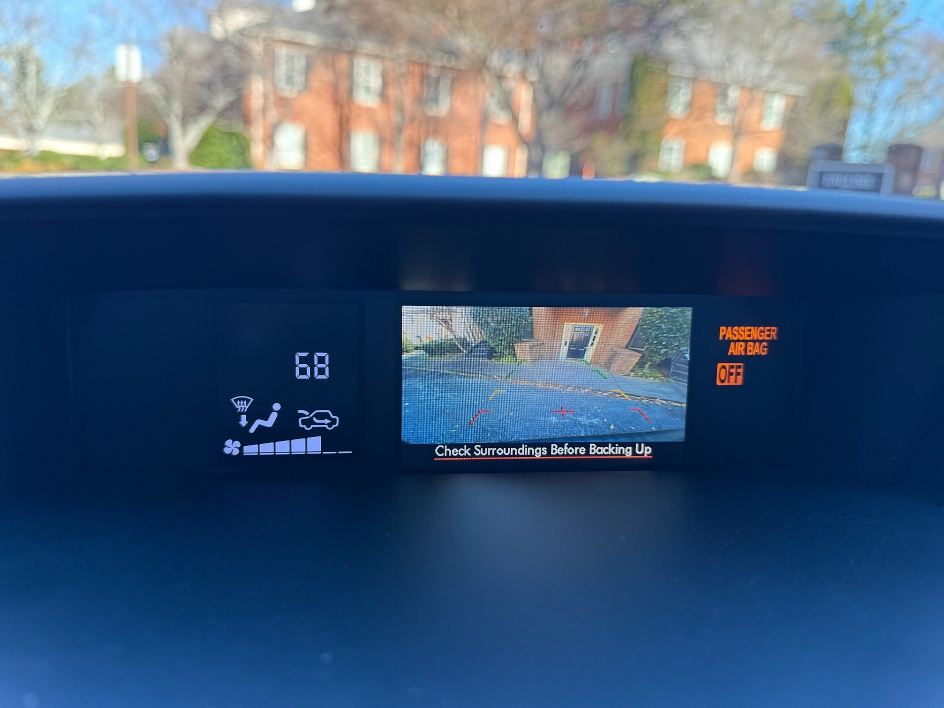 68
Check Surroundings Before Backing Up
PASSENGER
AIR BAG
OFF